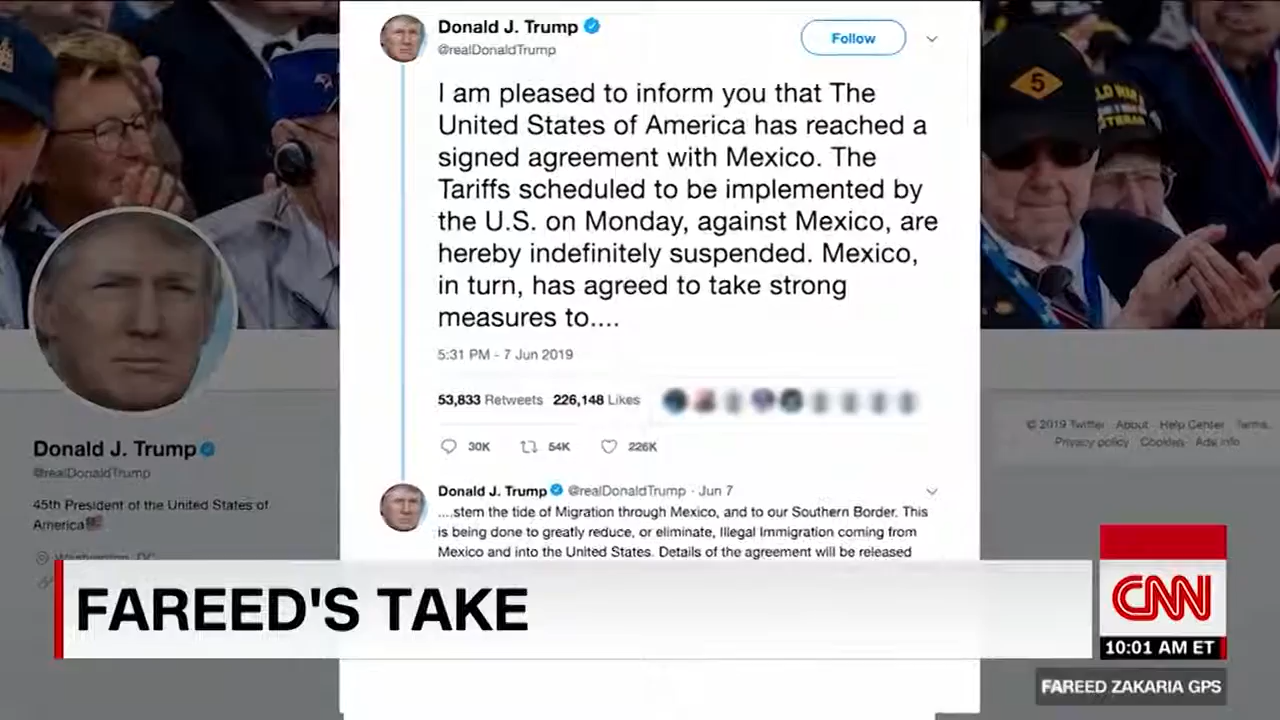 Donald J. Trump
@realDonaldTrump
Follow
I am pleased to inform you that The
United States of America has reached a
signed agreement with Mexico. The
Tariffs scheduled to be implemented by
the U.S. on Monday, against Mexico, are
hereby indefinitely suspended. Mexico,
in turn, has agreed to take strong
measures to....
5:31 PM - 7 Jun 2019
53,833 Retweets 226,148 Likes
30K 54K 226K
Donald J. Trump @realDonaldTrump · Jun 7
....stem the tide of Migration through Mexico, and to our Southern Border. This
is being done to greatly reduce, or eliminate, Illegal Immigration coming from
Mexico and into the United States. Details of the agreement will be released
Donald J. Trump
@realDonaldTrump
45th President of the United States of
America
Washington, DC
5
© 2019 Twitter About Help Center Terms
Privacy policy Cookies Ads info
FAREED'S TAKE
CNN
10:01 AM ET
FAREED ZAKARIA GPS